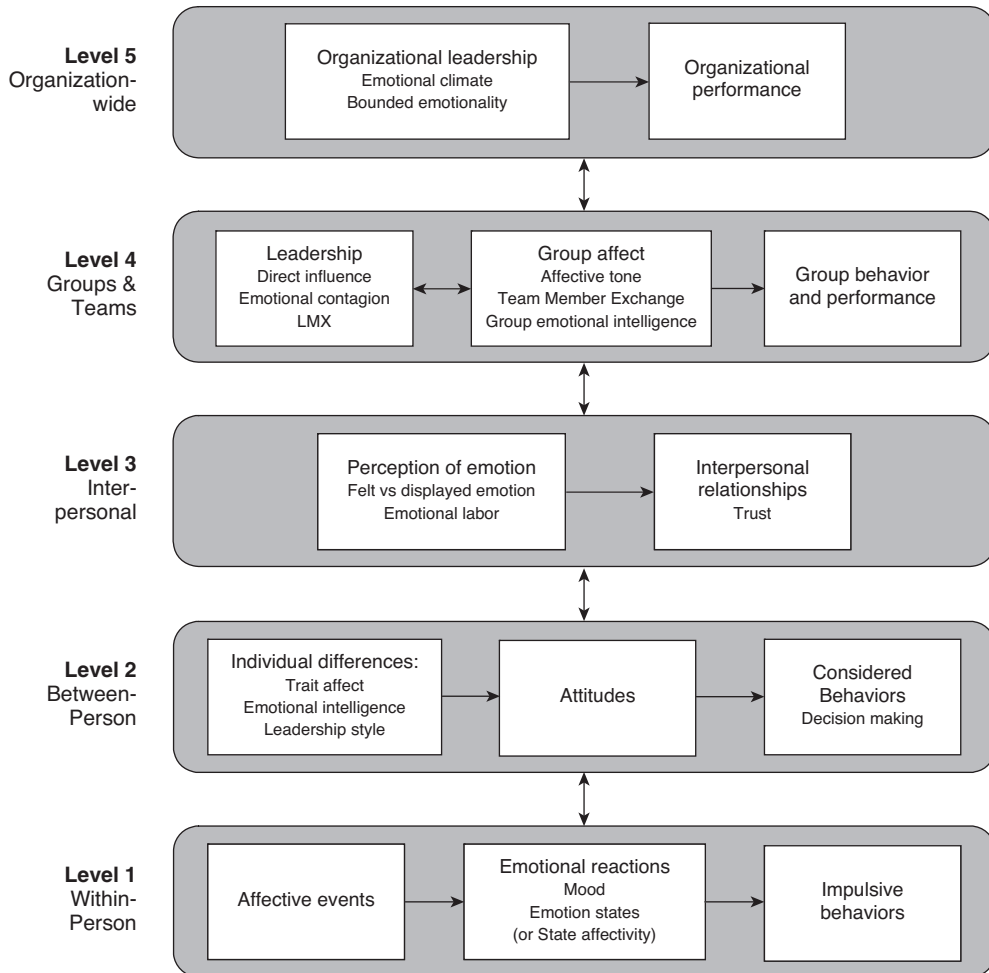 Level 5
Organization-
wide
Organizational leadership
Emotional climate
Bounded emotionality
Organizational
performance
Level 4
Groups &
Teams
Leadership
Direct influence
Emotional contagion
LMX
Group affect
Affective tone
Team Member Exchange
Group emotional intelligence
Group behavior
and performance
Level 3
Inter-
personal
Perception of emotion
Felt vs displayed emotion
Emotional labor
Interpersonal
relationships
Trust
Level 2
Between-
Person
Individual differences:
Trait affect
Emotional intelligence
Leadership style
Attitudes
Considered
Behaviors
Decision making
Level 1
Within-
Person
Affective events
Emotional reactions
Mood
Emotion states
(or State affectivity)
Impulsive
behaviors